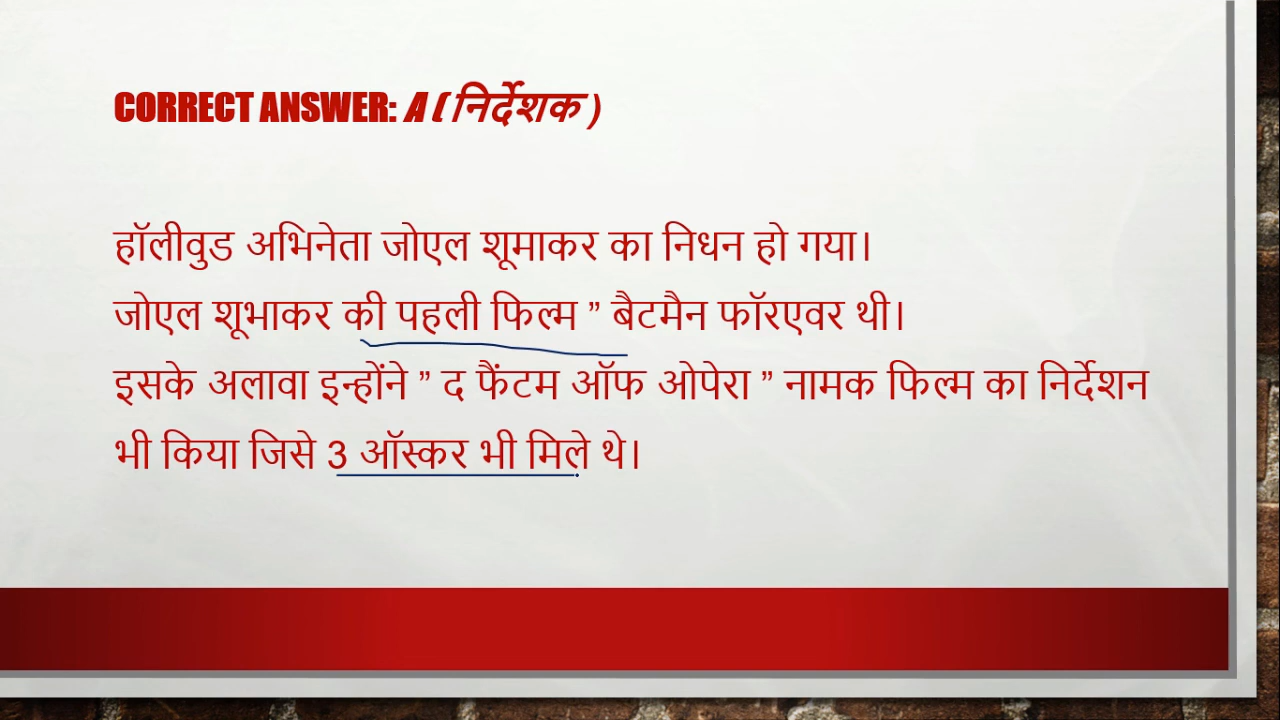 CORRECT ANSWER: A ( निर्देशक )
हॉलीवुड अभिनेता जोएल शूमाकर का निधन हो गया।
जोएल शूभाकर की पहली फिल्म ” बैटमैन फॉरएवर थी।
इसके अलावा इन्होंने ” द फैंटम ऑफ ओपेरा ” नामक फिल्म का निर्देशन
भी किया जिसे 3 ऑस्कर भी मिले थे।